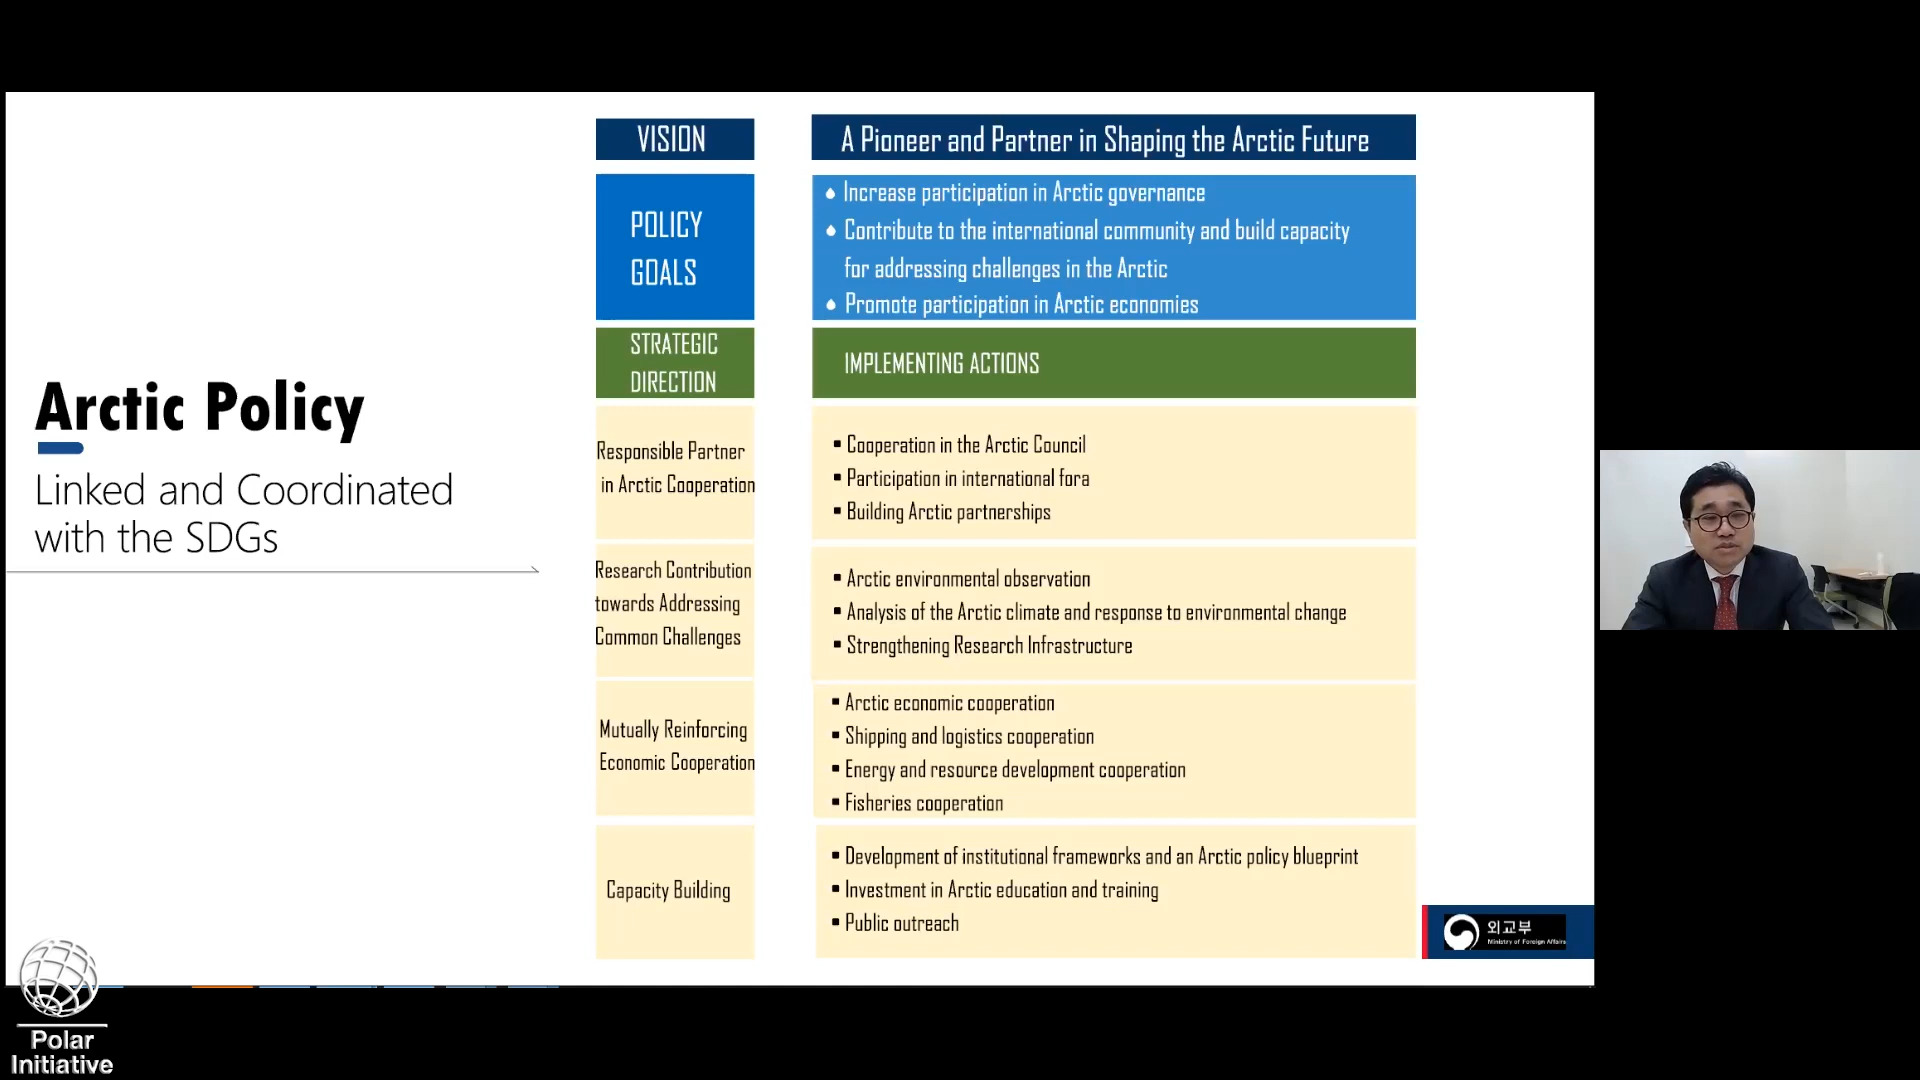 Arctic Policy
Linked and Coordinated
with the SDGs
VISION
A Pioneer and Partner in Shaping the Arctic Future
POLICY
GOALS
Increase participation in Arctic governance
Contribute to the international community and build capacity
for addressing challenges in the Arctic
Promote participation in Arctic economies
STRATEGIC
DIRECTION
IMPLEMENTING ACTIONS
Responsible Partner
in Arctic Cooperation
▪ Cooperation in the Arctic Council
▪ Participation in international fora
▪ Building Arctic partnerships
Research Contribution
towards Addressing
Common Challenges
▪ Arctic environmental observation
▪ Analysis of the Arctic climate and response to environmental change
▪ Strengthening Research Infrastructure
Mutually Reinforcing
Economic Cooperation
▪ Arctic economic cooperation
▪ Shipping and logistics cooperation
▪ Energy and resource development cooperation
▪ Fisheries cooperation
Capacity Building
▪ Development of institutional frameworks and an Arctic policy blueprint
▪ Investment in Arctic education and training
▪ Public outreach
외교부
Ministry of Foreign Affairs
Polar
Initiative